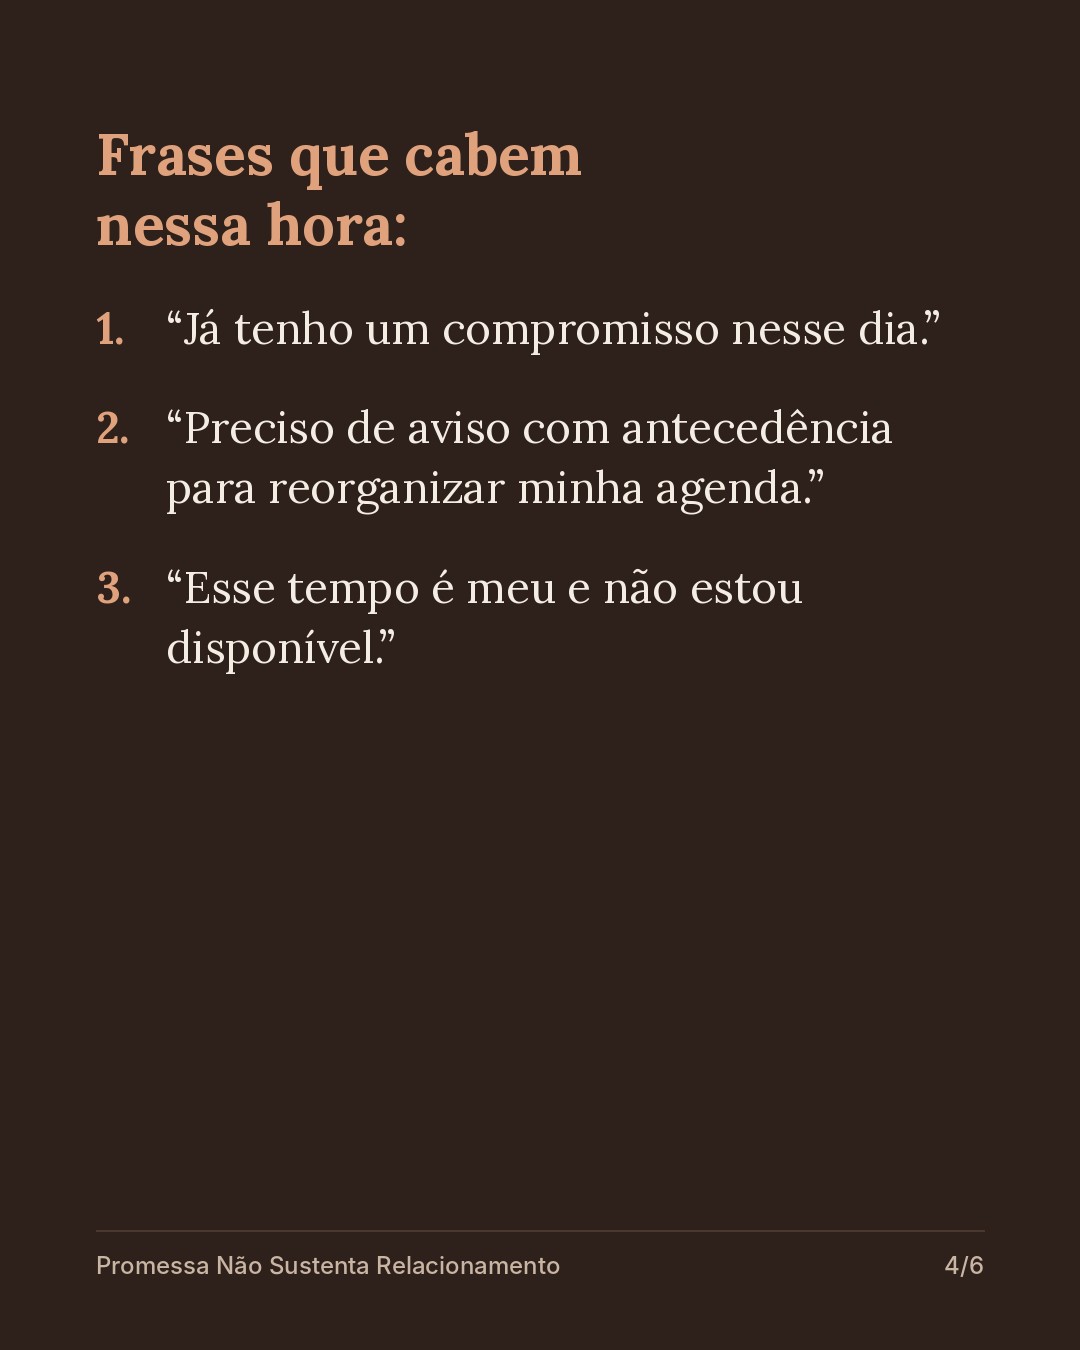 Frases que cabem
nessa hora:
1. “Já tenho um compromisso nesse dia.”
2. “Preciso de aviso com antecedência
para reorganizar minha agenda.”
3. “Esse tempo é meu e não estou
disponível.”
Promessa Não Sustenta Relacionamento 4/6